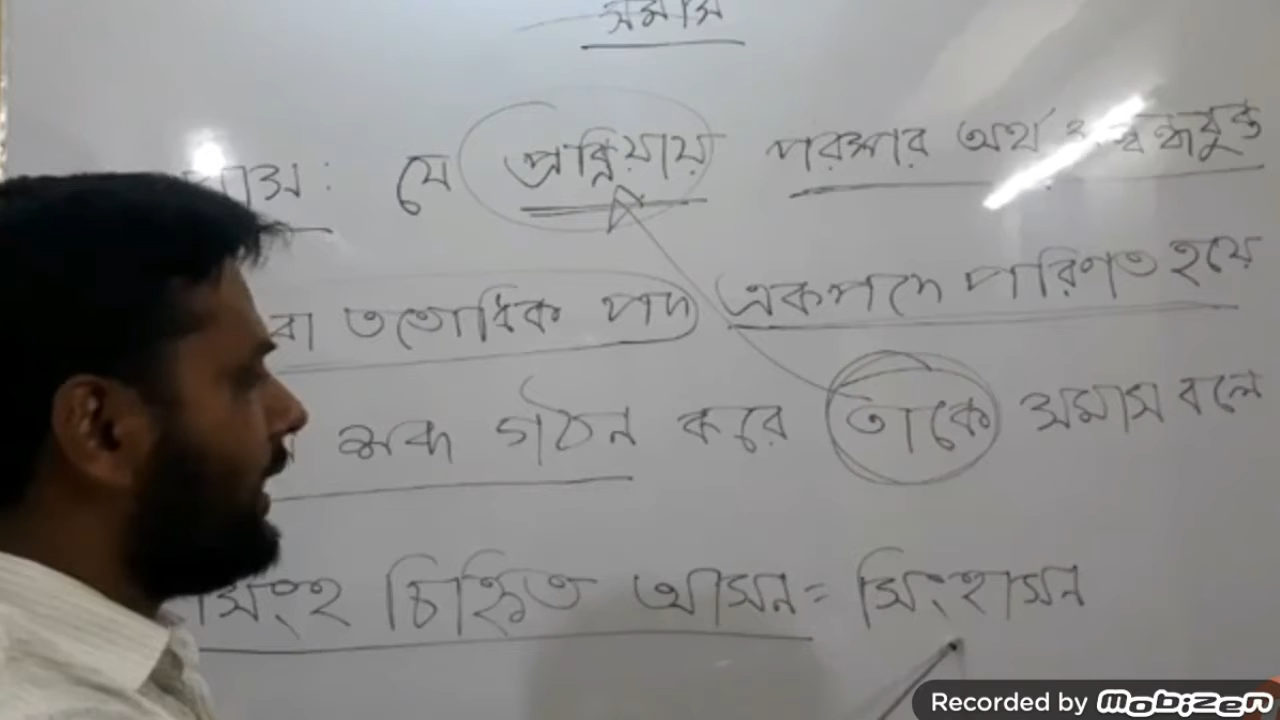 সমাস
যে প্রক্রিয়ায় পরস্পর অর্থ সম্বন্ধযুক্ত
বা ততোধিক পদ একপদে পরিণত হয়ে
শব্দ গঠন করে তাকে সমাস বলে
সিংহ চিহ্নিত আসন = সিংহাসন
Recorded by Mobizen